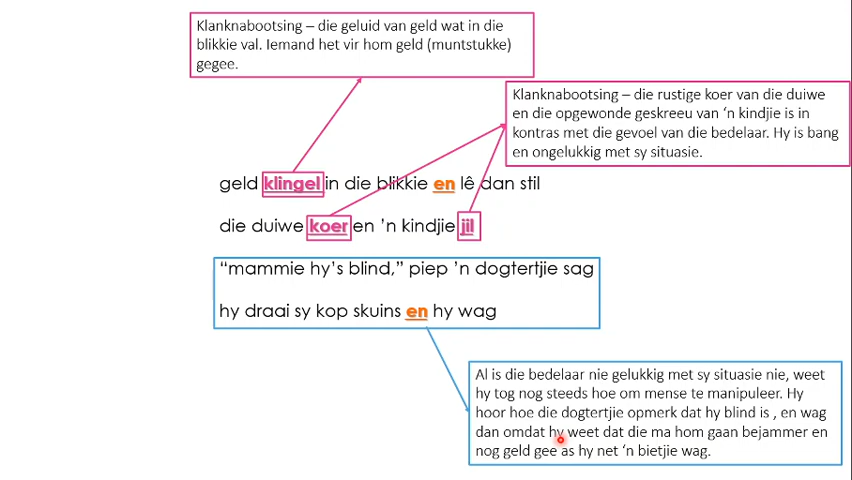 Klanknabootsing – die geluid van geld wat in die
blikkie val. Iemand het vir hom geld (muntstukke)
gegee.
Klanknabootsing – die rustige koer van die duiwe
en die opgewonde geskreeu van ‘n kindjie is in
kontras met die gevoel van die bedelaar. Hy is bang
en ongelukkig met sy situasie.
geld klingel in die blikkie en lê dan stil
die duiwe koer en ’n kindjie jil
“mammie hy’s blind,” piep ’n dogtertjie sag
hy draai sy kop skuins en hy wag
Al is die bedelaar nie gelukkig met sy situasie nie, weet
hy tog nog steeds hoe om mense te manipuleer. Hy
hoor hoe die dogtertjie opmerk dat hy blind is , en wag
dan omdat hy weet dat die ma hom gaan bejammer en
nog geld gee as hy net ‘n bietjie wag.